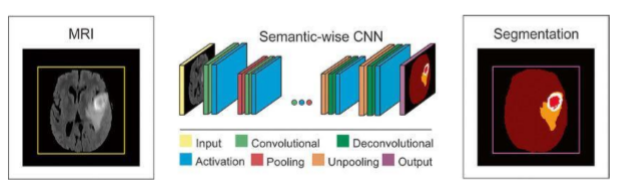 MRI
Semantic-wise CNN
Segmentation
Input Convolutional Deconvolutional
Activation Pooling Unpooling Output